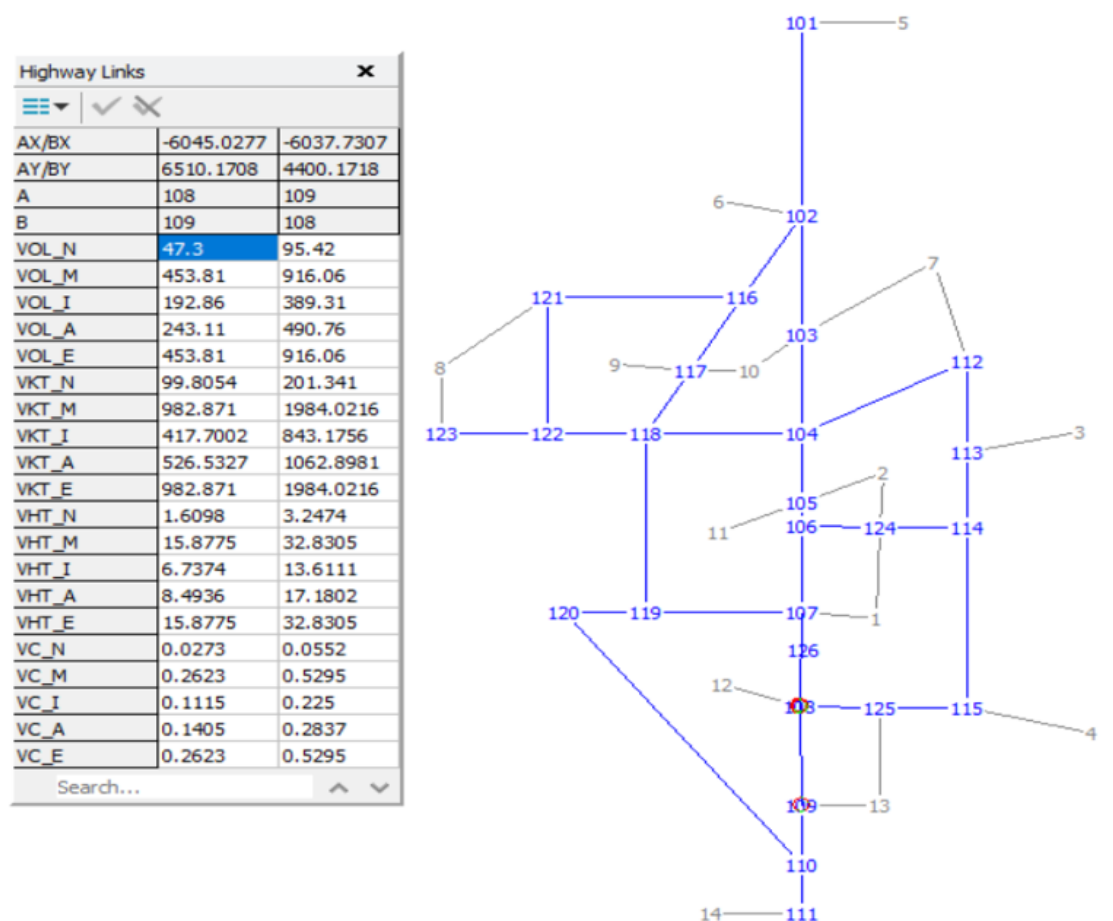 Highway Links
AX/BX -6045.0277 -6037.7307
AY/BY 6510.1708 4400.1718
A 108 109
B 109 108
VOL_N 47.3 95.42
VOL_M 453.81 916.06
VOL_I 192.86 389.31
VOL_A 243.11 490.76
VOL_E 453.81 916.06
VKT_N 99.8054 201.341
VKT_M 982.871 1984.0216
VKT_I 417.7002 843.1756
VKT_A 526.5327 1062.8981
VKT_E 982.871 1984.0216
VHT_N 1.6098 3.2474
VHT_M 15.8775 32.8305
VHT_I 6.7374 13.6111
VHT_A 8.4936 17.1802
VHT_E 15.8775 32.8305
VC_N 0.0273 0.0552
VC_M 0.2623 0.5295
VC_I 0.1115 0.225
VC_A 0.1405 0.2837
VC_E 0.2623 0.5295
Search...
101 5
6 102
7
121 116
103
8 9 117 10 112
123 122 118 104 113 3
2
105
11 106 124 114
120 119 107 1
126
12
108 125 115
4
109 13
110
14 111